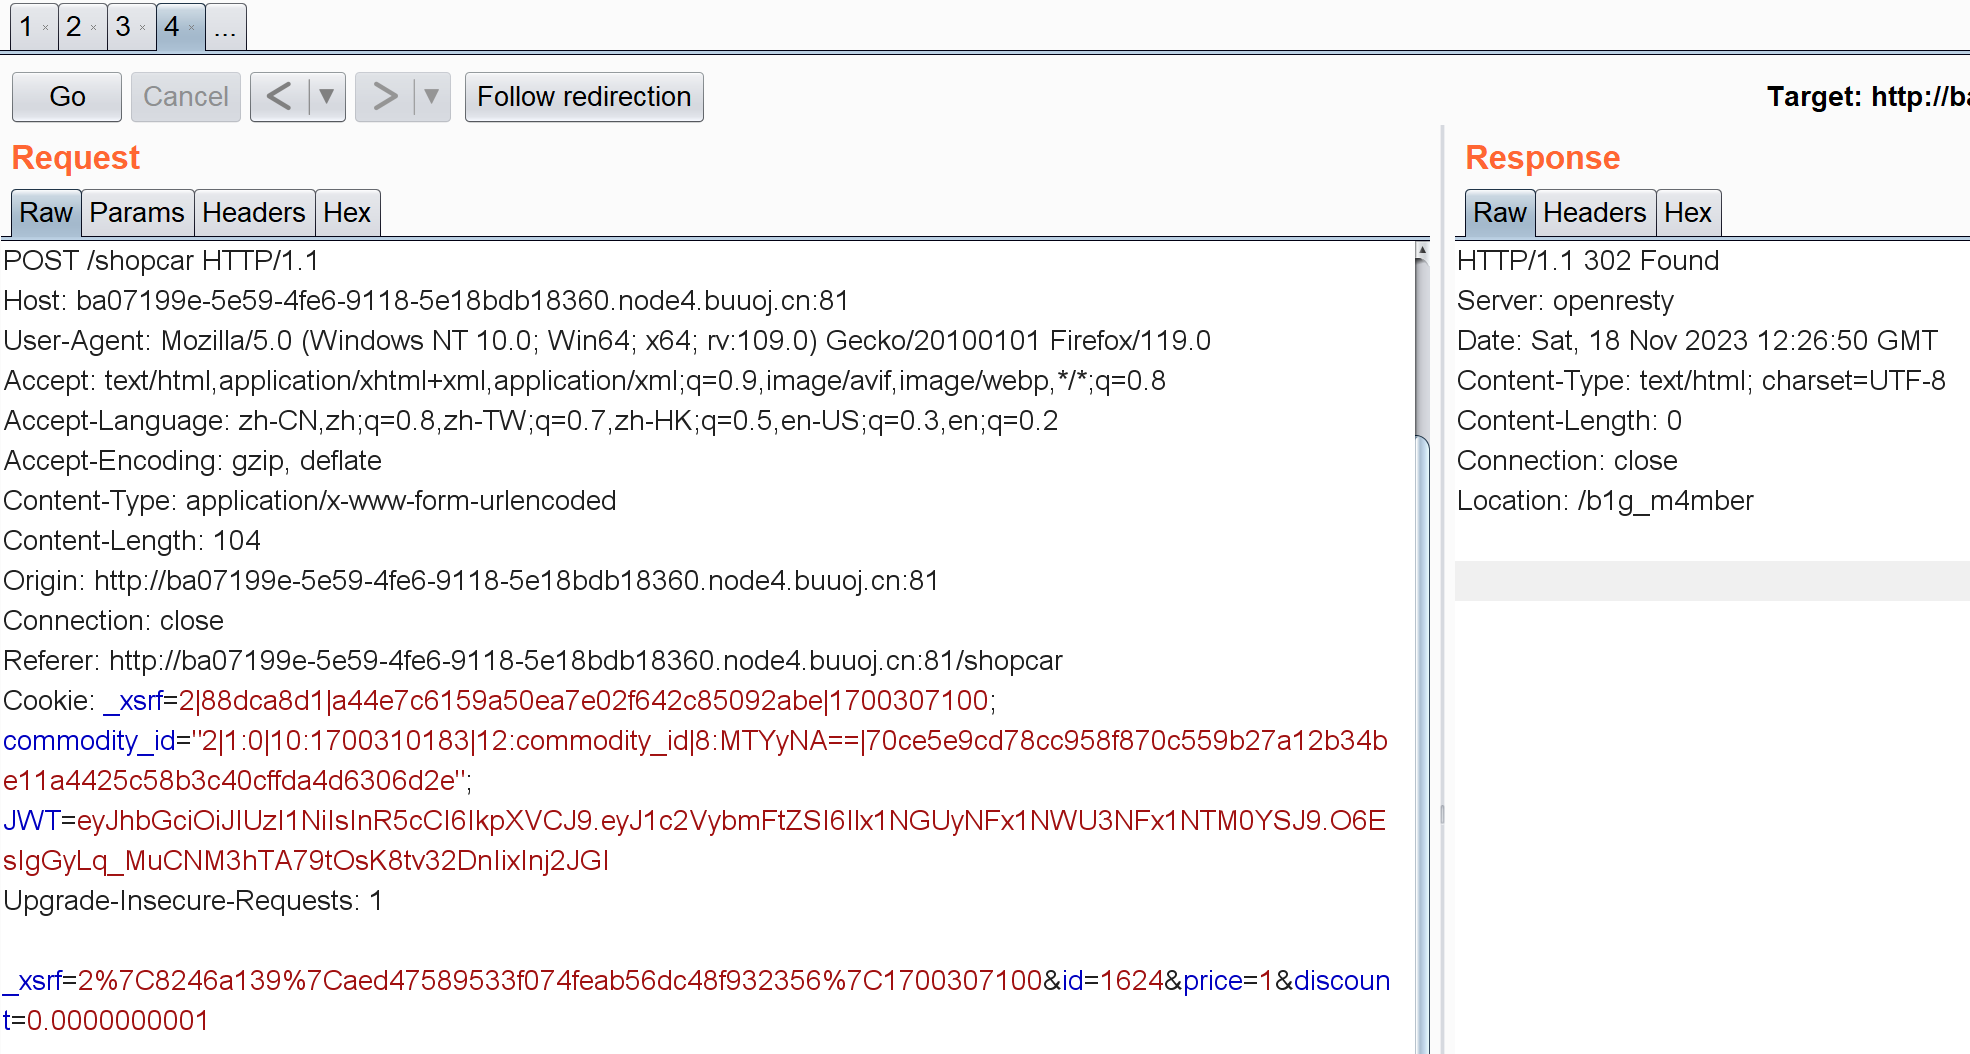 1 × 2 × 3 × 4 × ...
Go Cancel < ▼ > ▼ Follow redirection Target: http://ba
Request
Raw Params Headers Hex
POST /shopcar HTTP/1.1
Host: ba07199e-5e59-4fe6-9118-5e18bdb18360.node4.buuoj.cn:81
User-Agent: Mozilla/5.0 (Windows NT 10.0; Win64; x64; rv:109.0) Gecko/20100101 Firefox/119.0
Accept: text/html,application/xhtml+xml,application/xml;q=0.9,image/avif,image/webp,*/*;q=0.8
Accept-Language: zh-CN,zh;q=0.8,zh-TW;q=0.7,zh-HK;q=0.5,en-US;q=0.3,en;q=0.2
Accept-Encoding: gzip, deflate
Content-Type: application/x-www-form-urlencoded
Content-Length: 104
Origin: http://ba07199e-5e59-4fe6-9118-5e18bdb18360.node4.buuoj.cn:81
Connection: close
Referer: http://ba07199e-5e59-4fe6-9118-5e18bdb18360.node4.buuoj.cn:81/shopcar
Cookie: _xsrf=2|88dca8d1|a44e7c6159a50ea7e02f642c85092abe|1700307100;
commodity_id="2|1:0|10:1700310183|12:commodity_id|8:MTYyNA==|70ce5e9cd78cc958f870c559b27a12b34b
e11a4425c58b3c40cffda4d6306d2e";
JWT=eyJhbGciOiJIUzI1NiIsInR5cCI6IkpXVCJ9.eyJ1c2VybmFtZSI6Ilx1NGUyNFx1NWU3NFx1NTM0YSJ9.O6E
sIgGyLq_MuCNM3hTA79tOsK8tv32DnIixInj2JGI
Upgrade-Insecure-Requests: 1
_xsrf=2%7C8246a139%7Caed47589533f074feab56dc48f932356%7C1700307100&id=1624&price=1&discoun
t=0.0000000001
Response
Raw Headers Hex
HTTP/1.1 302 Found
Server: openresty
Date: Sat, 18 Nov 2023 12:26:50 GMT
Content-Type: text/html; charset=UTF-8
Content-Length: 0
Connection: close
Location: /b1g_m4mber